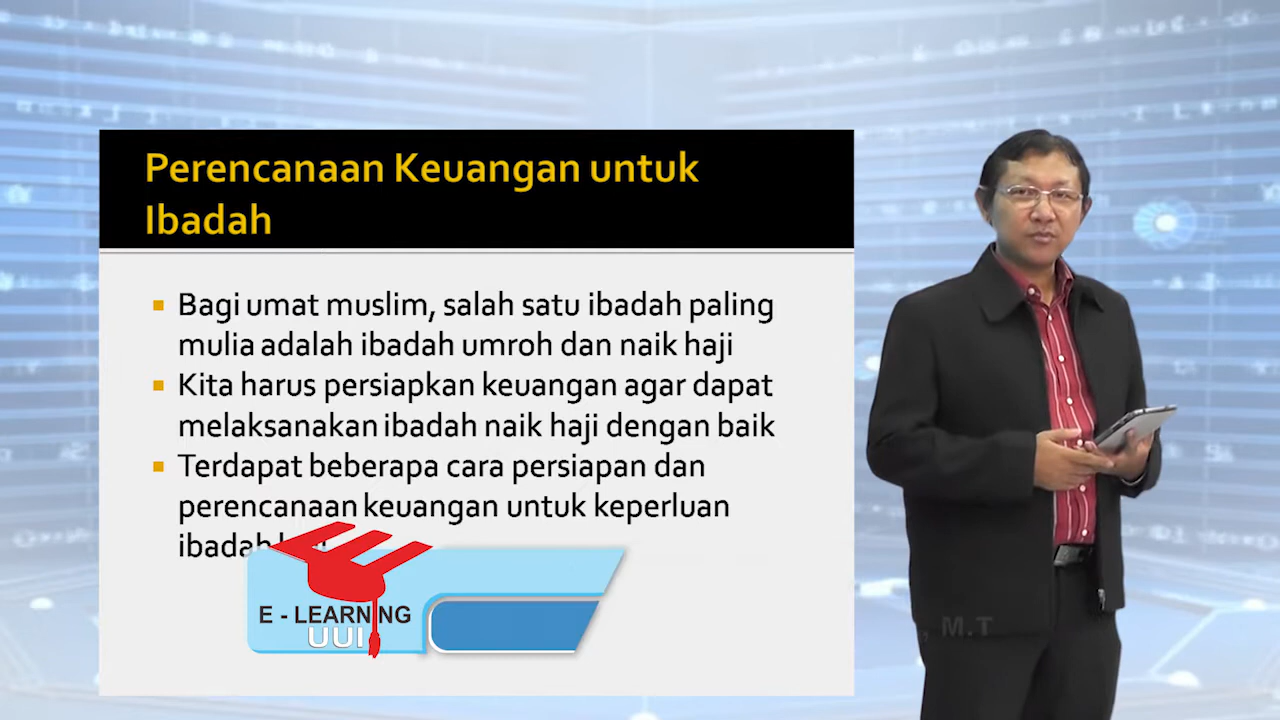 Perencanaan Keuangan untuk
Ibadah
Bagi umat muslim, salah satu ibadah paling
mulia adalah ibadah umroh dan naik haji
Kita harus persiapkan keuangan agar dapat
melaksanakan ibadah naik haji dengan baik
Terdapat beberapa cara persiapan dan
perencanaan keuangan untuk keperluan
ibadah
E - LEARNING
UUI
, M.T